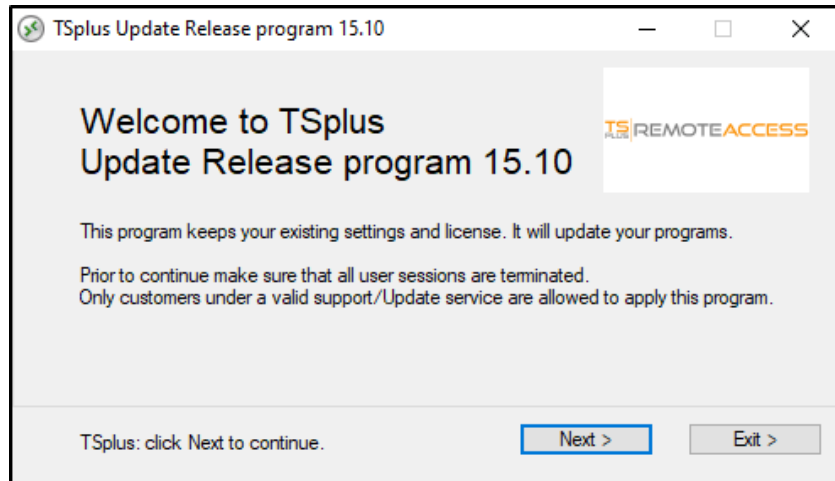 TSplus Update Release program 15.10
Welcome to TSplus
Update Release program 15.10
TS PLUS REMOTEACCESS
This program keeps your existing settings and license. It will update your programs.
Prior to continue make sure that all user sessions are terminated.
Only customers under a valid support/Update service are allowed to apply this program.
TSplus: click Next to continue.
Next >
Exit >